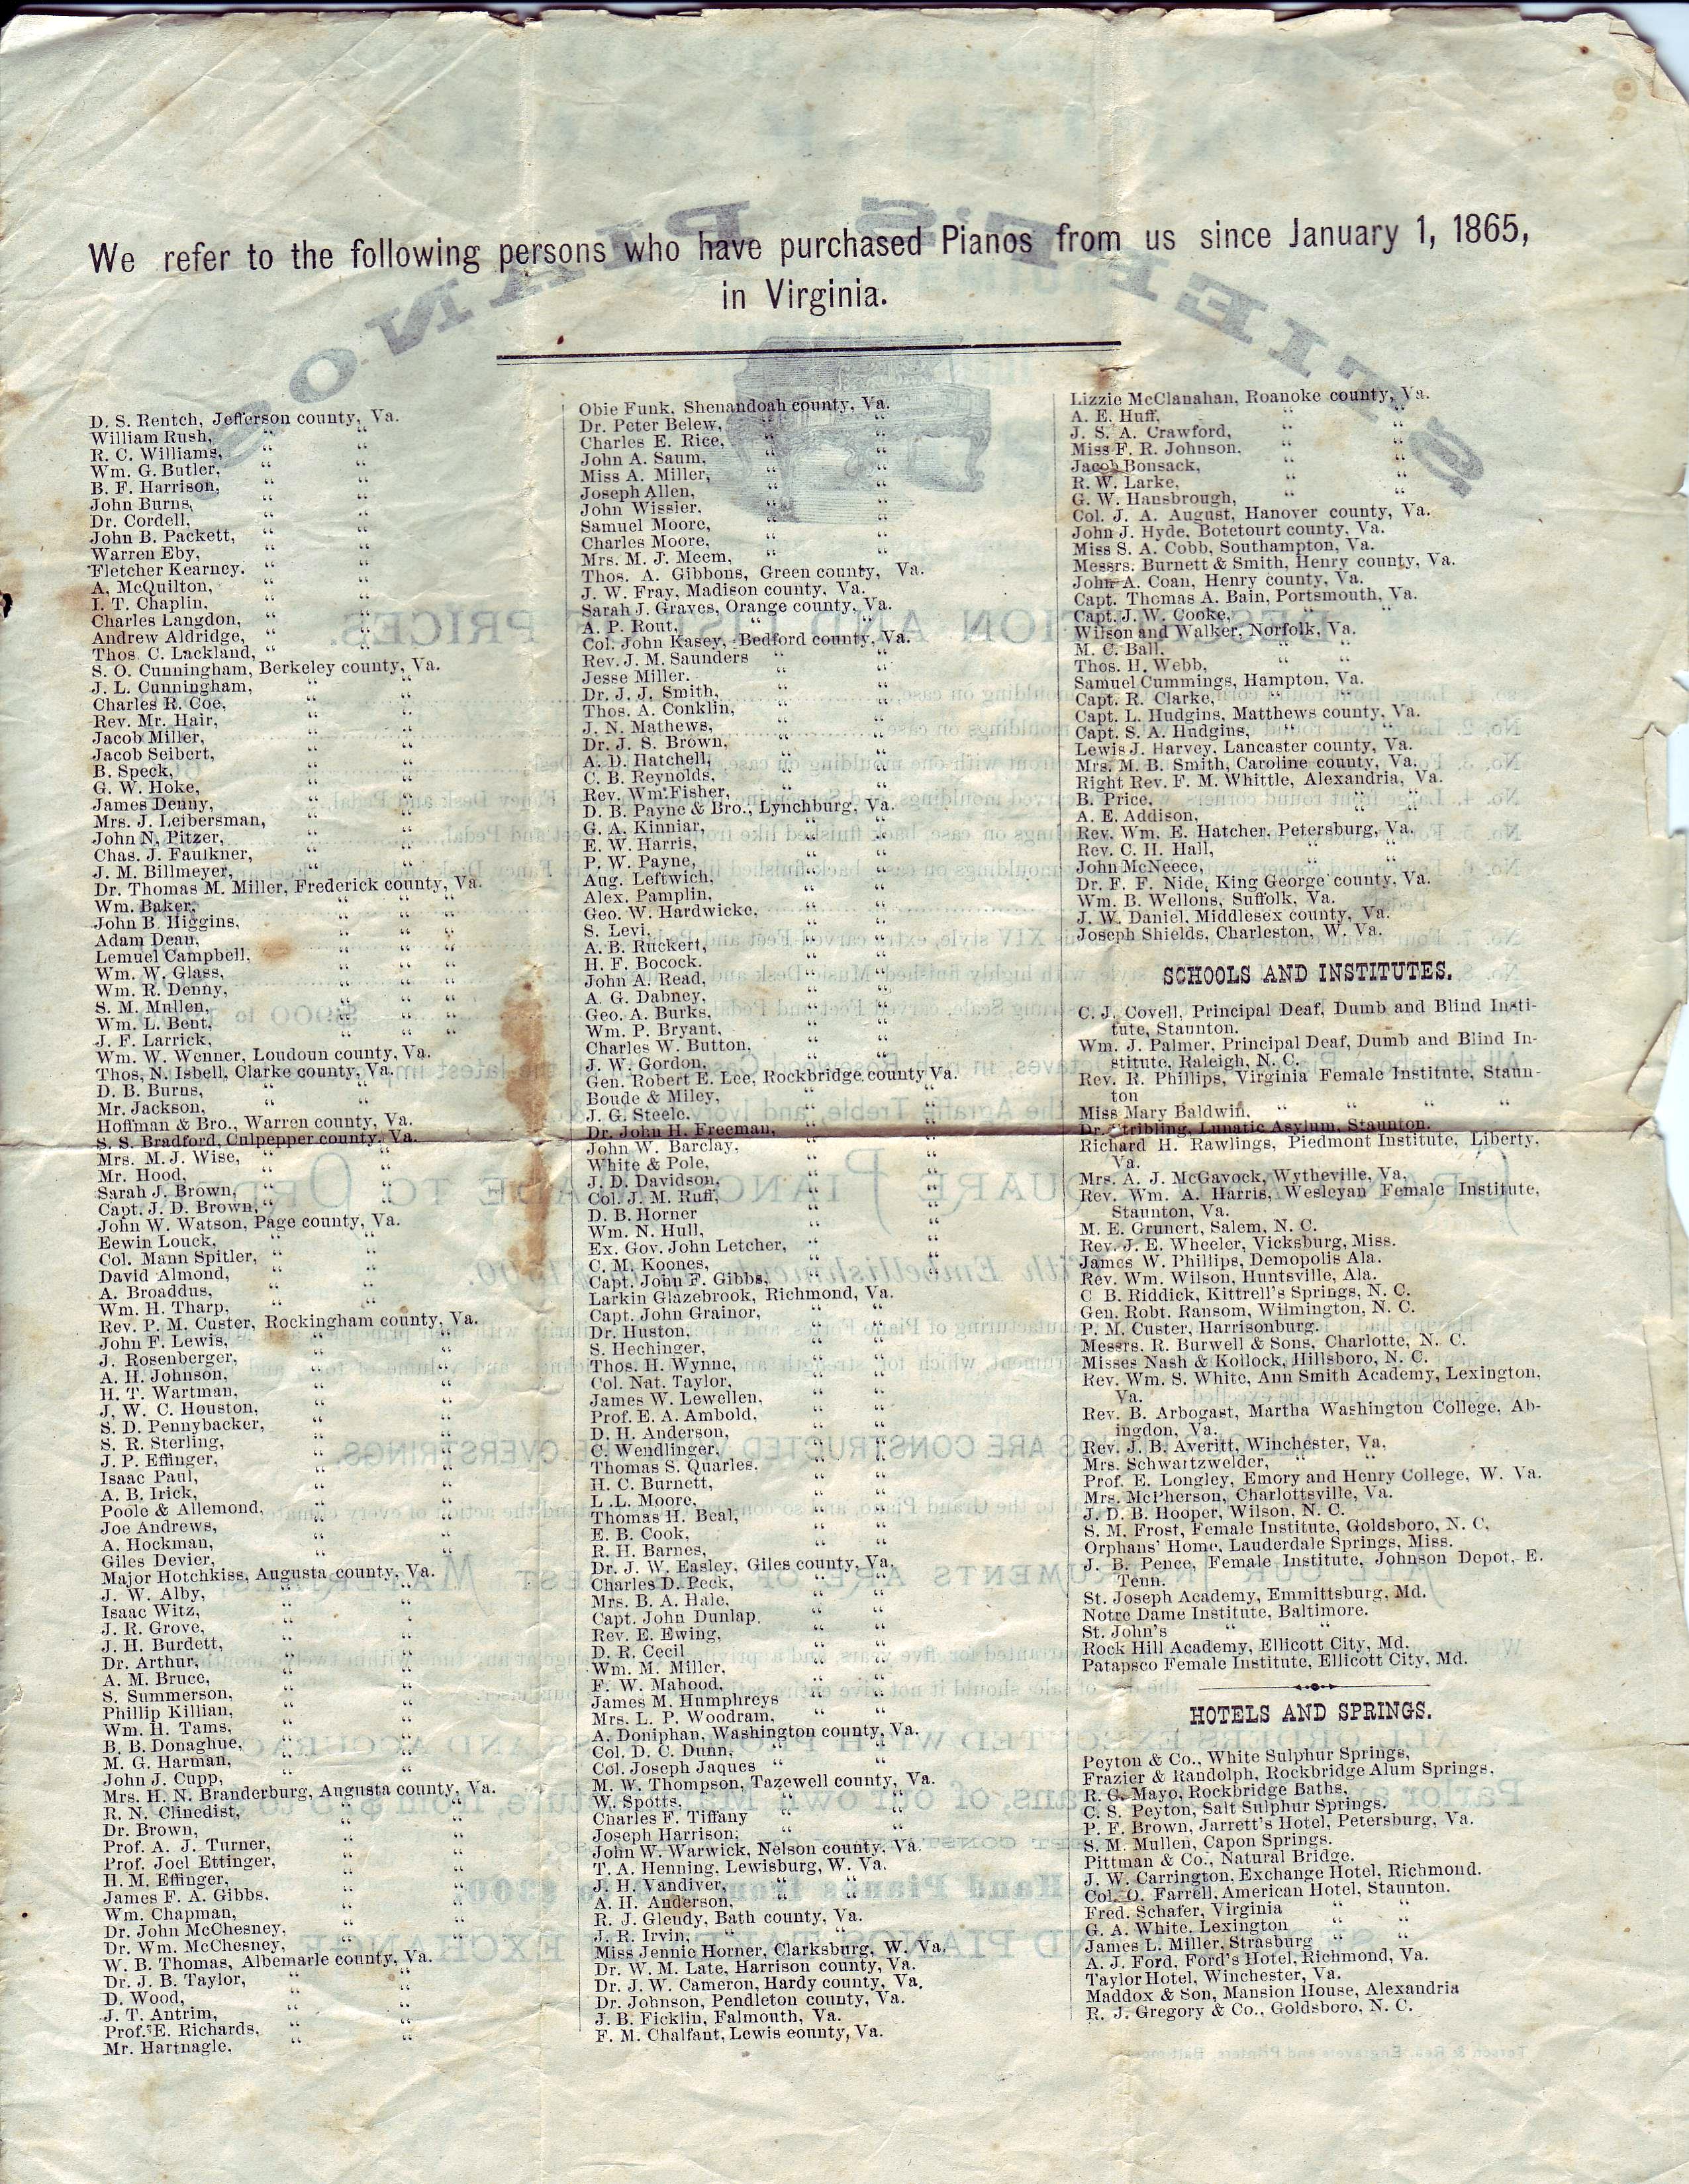 We refer to the following persons who have purchased Pianos from us since January 1, 1865,
in Virginia.
D. S. Rentch, Jefferson county, Va.
William Rush, “ “
R. C. Williams, “ “
Wm. G. Butler, “ “
B. F. Harrison, “ “
John Burns, “ “
Dr. Cordell, “ “
John B. Packett, “ “
Warren Eby, “ “
Fletcher Kearney. “ “
A. McQuilton, “ “
I. T. Chaplin, “ “
Charles Langdon, “ “
Andrew Aldridge, “ “
Thos. C. Lackland, “ “
S. O. Cunningham, Berkeley county, Va.
J. L. Cunningham, “ “
Charles R. Coe, “ “
Rev. Mr. Hair, “ “
Jacob Miller, “ “
Jacob Seibert, “ “
B. Speck, “ “
G. W. Hoke, “ “
James Denny, “ “
Mrs. J. Leibersman, “ “
John N. Pitzer, “ “
Chas. J. Faulkner, “ “
J. M. Billmeyer, “ “
Dr. Thomas M. Miller, Frederick county, Va.
Wm. Baker, “ “ “
John B. Higgins, “ “ “
Adam Dean, “ “ “
Lemuel Campbell, “ “ “
Wm. W. Glass, “ “ “
Wm. R. Denny, “ “ “
S. M. Mullen, “ “ “
Wm. L. Bent, “ “ “
J. F. Larrick, “ “ “
Wm. W. Wenner, Loudoun county, Va.
Thos, N. Isbell, Clarke county, Va.
D. B. Burns, “ “
Mr. Jackson, “ “
Hoffman & Bro., Warren county, Va.
S. S. Bradford, Culpepper county, Va.
Mrs. M. J. Wise, “ “
Mr. Hood, “ “
Sarah J. Brown, “ “
Capt. J. D. Brown, “ “
John W. Watson, Page county, Va.
Eewin Louck, “ “
Col. Mann Spitler, “ “
David Almond, “ “
A. Broaddus, “ “
Wm. H. Tharp, “ “
Rev. P. M. Custer, Rockingham county, Va.
John F. Lewis, “ “
J. Rosenberger, “ “
A. H. Johnson, “ “
H. T. Wartman, “ “
J. W. C. Houston, “ “
S. D. Pennybacker, “ “
S. R. Sterling, “ “
J. P. Effinger, “ “
Isaac Paul, “ “
A. B. Irick, “ “
Poole & Allemond, “ “
Joe Andrews, “ “
A. Hockman, “ “
Giles Devier, “ “
Major Hotchkiss, Augusta county, Va.
J. W. Alby, “ “
Isaac Witz, “ “
J. R. Grove, “ “
J. H. Burdett, “ “
Dr. Arthur, “ “
A. M. Bruce, “ “
S. Summerson, “ “
Phillip Killian, “ “
Wm. H. Tams, “ “
B. B. Donaghue, “ “
M. G. Harman, “ “
John J. Cupp, “ “
Mrs. H. N. Branderburg, Augusta county, Va.
R. N. Clinedist, “ “
Dr. Brown, “ “
Prof. A. J. Turner, “ “
Prof. Joel Ettinger, “ “
H. M. Effinger, “ “
James F. A. Gibbs, “ “
Wm. Chapman, “ “
Dr. John McChesney, “ “
Dr. Wm. McChesney, “ “
W. B. Thomas, Albemarle county, Va.
Dr. J. B. Taylor, “ “
D. Wood, “ “
J. T. Antrim, “ “
Prof. E. Richards, “ “
Mr. Hartnagle, “ “
Obie Funk, Shenandoah county, Va.
Dr. Peter Belew, “ “
Charles E. Rice, “ “
John A. Saum, “ “
Miss A. Miller, “ “
Joseph Allen, “ “
John Wissler, “ “
Samuel Moore, “ “
Charles Moore, “ “
Mrs. M. J. Meem, “ “
Thos. A. Gibbons, Green county, Va.
J. W. Fray, Madison county, Va.
Sarah J. Graves, Orange county, Va.
A. P. Rout, “ “
Col. John Kasey, Bedford county, Va.
Rev. J. M. Saunders “ “
Jesse Miller. “ “
Dr. J. J. Smith, “ “
Thos. A. Conklin, “ “
J. N. Mathews, “ “
Dr. J. S. Brown, “ “
A. D. Hatchell, “ “
C. B. Reynolds, “ “
Rev. Wm. Fisher, “ “
D. B. Payne & Bro., Lynchburg, Va.
G. A. Kinniar, “ “
E. W. Harris, “ “
P. W. Payne, “ “
Aug. Leftwich, “ “
Alex. Pamplin, “ “
Geo. W. Hardwicke, “ “
S. Levi, “ “
A. B. Ruckert, “ “
H. F. Bocock. “ “
John A. Read, “ “
A. G. Dabney, “ “
Geo. A. Burks, “ “
Wm. P. Bryant, “ “
Charles W. Button, “ “
J. W. Gordon, “ “
Gen. Robert E. Lee, Rockbridge county Va.
Boude & Miley, “ “
J. G. Steele, “ “
Dr. John H. Freeman, “ “
John W. Barclay, “ “
White & Pole, “ “
J. D. Davidson, “ “
Col. J. M. Ruff, “ “
D. B. Horner “ “
Wm. N. Hull, “ “
Ex. Gov. John Letcher, “ “
C. M. Koones, “ “
Capt. John F. Gibbs, “ “
Larkin Glazebrook, Richmond, Va.
Capt. John Grainor, “ “
Dr. Huston, “ “
S. Hechinger, “ “
Thos. H. Wynne, “ “
Col. Nat. Taylor, “ “
James W. Lewellen, “ “
Prof. E. A. Ambold, “ “
D. H. Anderson, “ “
C. Wendlinger, “ “
Thomas S. Quarles, “ “
H. C. Burnett, “ “
L .L. Moore, “ “
Thomas H. Beal, “ “
E. B. Cook, “ “
R. H. Barnes, “ “
Dr. J. W. Easley, Giles county, Va.
Charles D. Peck, “ “
Mrs. B. A. Hale, “ “
Capt. John Dunlap, “ “
Rev. E. Ewing, “ “
D. R. Cecil “ “
Wm. M. Miller, “ “
F. W. Mahood, “ “
James M. Humphreys “ “
Mrs. L. P. Woodram, “ “
A. Doniphan, Washington county, Va.
Col. D. C. Dunn, “ “
Col. Joseph Jaques “ “
M. W. Thompson, Tazewell county, Va.
W. Spotts, “ “
Charles F. Tiffany “ “
Joseph Harrison, “ “
John W. Warwick, Nelson county, Va.
T. A. Henning, Lewisburg, W. Va.
J. H. Vandiver, “ “
A. H. Anderson, “ “
R. J. Gleudy, Bath county, Va.
J. R. Irvin, “ “
Miss Jennie Horner, Clarksburg, W. Va.
Dr. W. M. Late, Harrison county, Va.
Dr. J. W. Cameron, Hardy county, Va.
Dr. Johnson, Pendleton county, Va.
J. B. Ficklin, Falmouth, Va.
F. M. Chalfant, Lewis county, Va.
Lizzie McClanahan, Roanoke county, Va.
A. E. Huff, “ “
J. S. A. Crawford, “ “
Miss F. R. Johnson. “ “
Jacob Bonsack, “ “
R. W. Larke, “ “
G. W. Hansbrough, “ “
Col. J. A. August, Hanover county, Va.
John J. Hyde, Botetourt county, Va.
Miss S. A. Cobb, Southampton, Va.
Messrs. Burnett & Smith, Henry county, Va.
John A. Coan, Henry county, Va.
Capt. Thomas A. Bain, Portsmouth, Va.
Capt. J. W. Cooke, “ “
Wilson and Walker, Norfolk, Va.
M. C. Ball, “ “
Thos. H. Webb, “ “
Samuel Cummings, Hampton, Va.
Capt. R. Clarke, “ “
Capt. L. Hudgins, Matthews county, Va.
Capt. S. A. Hudgins, “ “
Lewis J. Harvey, Lancaster county, Va.
Mrs. M. B. Smith, Caroline county, Va.
Right Rev. F. M. Whittle, Alexandria, Va.
B. Price, “ “
A. E. Addison, “ “
Rev. Wm. E. Hatcher, Petersburg, Va.
Rev. C. H. Hall, “ “
John McNeece, “ “
Dr. F. F. Nide, King George county, Va.
Wm. B. Wellons, Suffolk, Va.
J. W. Daniel, Middlesex county, Va.
Joseph Shields, Charleston, W. Va.
SCHOOLS AND INSTITUTES.
C. J. Covell, Principal Deaf, Dumb and Blind Insti-
tute, Staunton.
Wm. J. Palmer, Principal Deaf, Dumb and Blind In-
stitute, Raleigh, N. C.
Rev. R. Phillips, Virginia Female Institute, Staun-
ton
Miss Mary Baldwin, “ “ “ “
Dr. Stribling, Lunatic Asylum, Staunton.
Richard H. Rawlings, Piedmont Institute, Liberty,
Va.
Mrs. A. J. McGavock, Wytheville, Va,
Rev. Wm. A. Harris, Wesleyan Female Institute,
Staunton, Va.
M. E. Grunert, Salem, N. C.
Rev. J. E. Wheeler, Vicksburg, Miss.
James W. Phillips, Demopolis Ala.
Rev. Wm. Wilson, Huntsville, Ala.
C B. Riddick, Kittrell's Springs, N. C.
Gen. Robt. Ransom, Wilmington, N. C.
P. M. Custer, Harrisonburg.
Messrs. R. Burwell & Sons, Charlotte, N. C.
Misses Nash & Kollock, Hillsboro, N. C.
Rev. Wm. S. White, Ann Smith Academy, Lexington,
Va.
Rev. B. Arbogast, Martha Washington College, Ab-
ingdon, Va.
Rev. J. B. Averitt, Winchester, Va,
Mrs. Schwartzwelder, “ “
Prof. E. Longley, Emory and Henry College, W. Va.
Mrs. McPherson, Charlottsville, Va.
J. D. B. Hooper, Wilson, N. C.
S. M. Frost, Female Institute, Goldsboro, N. C,
Orphans' Home, Lauderdale Springs, Miss.
J. B. Pence, Female Institute, Johnson Depot, E.
Tenn.
St. Joseph Academy, Emmittsburg, Md.
Notre Dame Institute, Baltimore.
St. John's “ “
Rock Hill Academy, Ellicott City, Md.
Patapsco Female Institute, Ellicott City, Md.
HOTELS AND SPRINGS.
Peyton & Co., White Sulphur Springs,
Frazier & Randolph, Rockbridge Alum Springs,
R. G. Mayo, Rockbridge Baths,
C. S. Peyton, Salt Sulphur Springs.
P. F. Brown, Jarrett's Hotel, Petersburg, Va.
S. M. Mullen, Capon Springs.
Pittman & Co., Natural Bridge.
J. W. Carrington, Exchange Hotel, Richmond.
Col. O. Farrell, American Hotel, Staunton.
Fred. Schafer, Virginia “ “
G. A. White, Lexington “ “
James L. Miller, Strasburg “ “
A. J. Ford, Ford's Hotel, Richmond, Va.
Taylor Hotel, Winchester, Va.
Maddox & Son, Mansion House, Alexandria
R. J. Gregory & Co., Goldsboro, N. C.